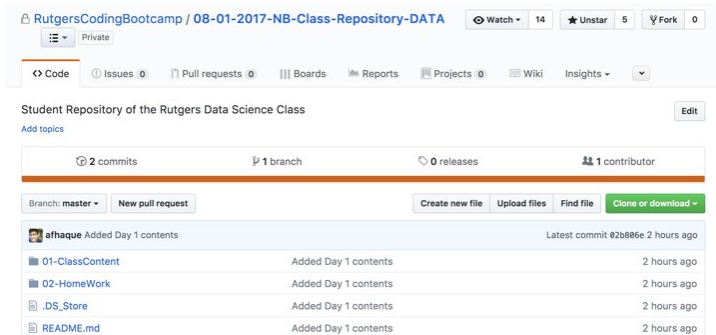 RutgersCodingBootcamp / 08-01-2017-NB-Class-Repository-DATA Watch 14 Unstar 5 Fork 0
Private
Code Issues 0 Pull requests 0 Boards Reports Projects 0 Wiki Insights
Student Repository of the Rutgers Data Science Class Edit
Add topics
2 commits 1 branch 0 releases 1 contributor
Branch: master New pull request Create new file Upload files Find file Clone or download
afhaque Added Day 1 contents Latest commit 02b806e 2 hours ago
01-ClassContent Added Day 1 contents 2 hours ago
02-HomeWork Added Day 1 contents 2 hours ago
.DS_Store Added Day 1 contents 2 hours ago
README.md Added Day 1 contents 2 hours ago